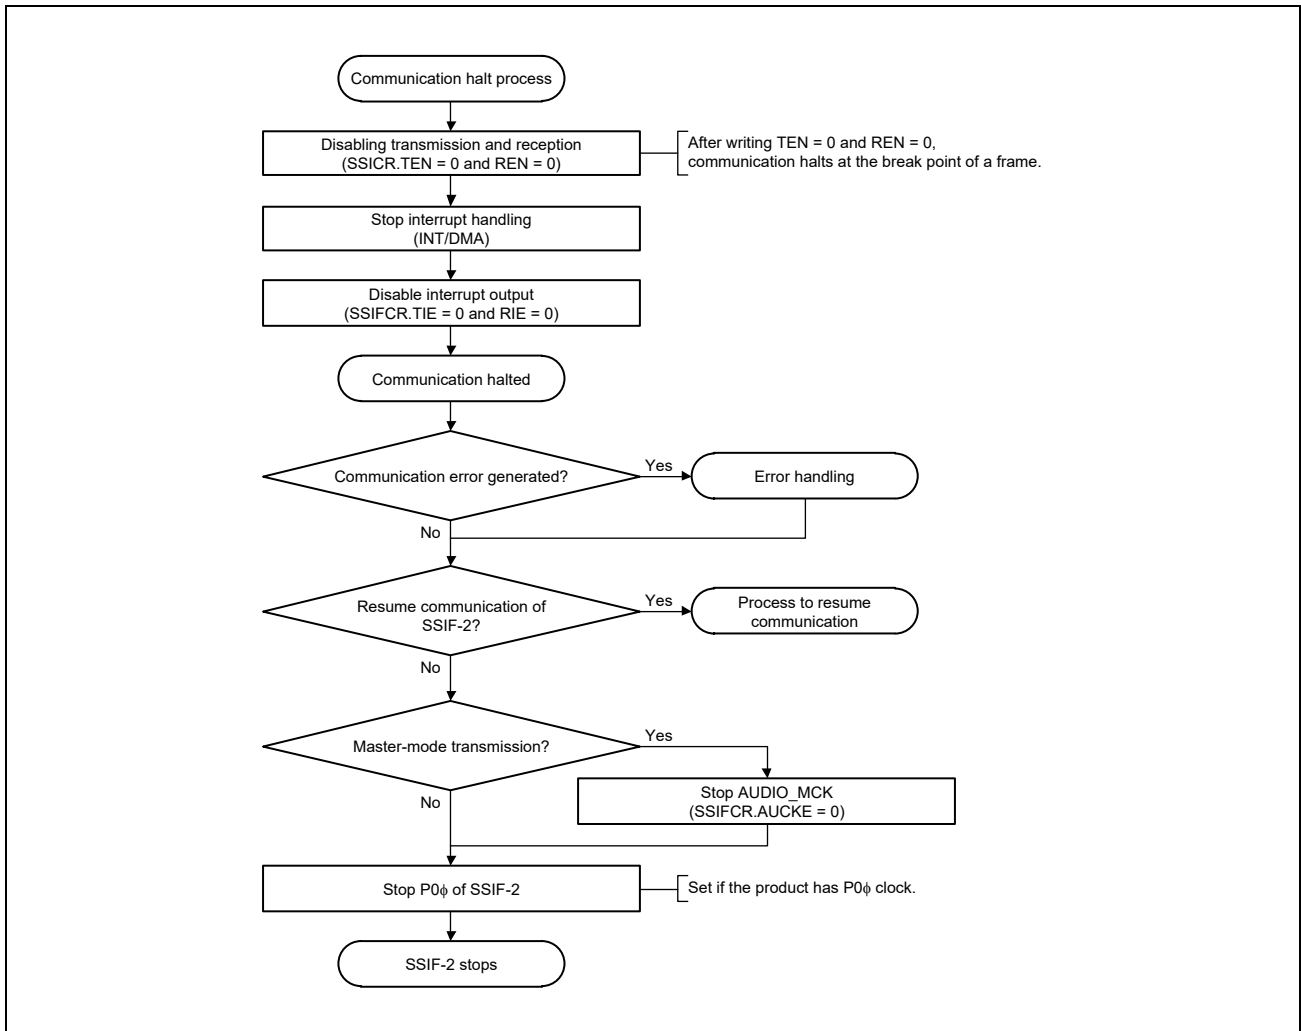 Communication halt process
Disabling transmission and reception
(SSICR.TEN = 0 and REN = 0)
After writing TEN = 0 and REN = 0,
communication halts at the break point of a frame.
Stop interrupt handling
(INT/DMA)
Disable interrupt output
(SSIFCR.TIE = 0 and RIE = 0)
Communication halted
Communication error generated?
Yes
Error handling
No
Resume communication of
SSIF-2?
Yes
Process to resume
communication
No
Master-mode transmission?
Yes
Stop AUDIO_MCK
(SSIFCR.AUCKE = 0)
No
Stop P0ϕ of SSIF-2
Set if the product has P0ϕ clock.
SSIF-2 stops